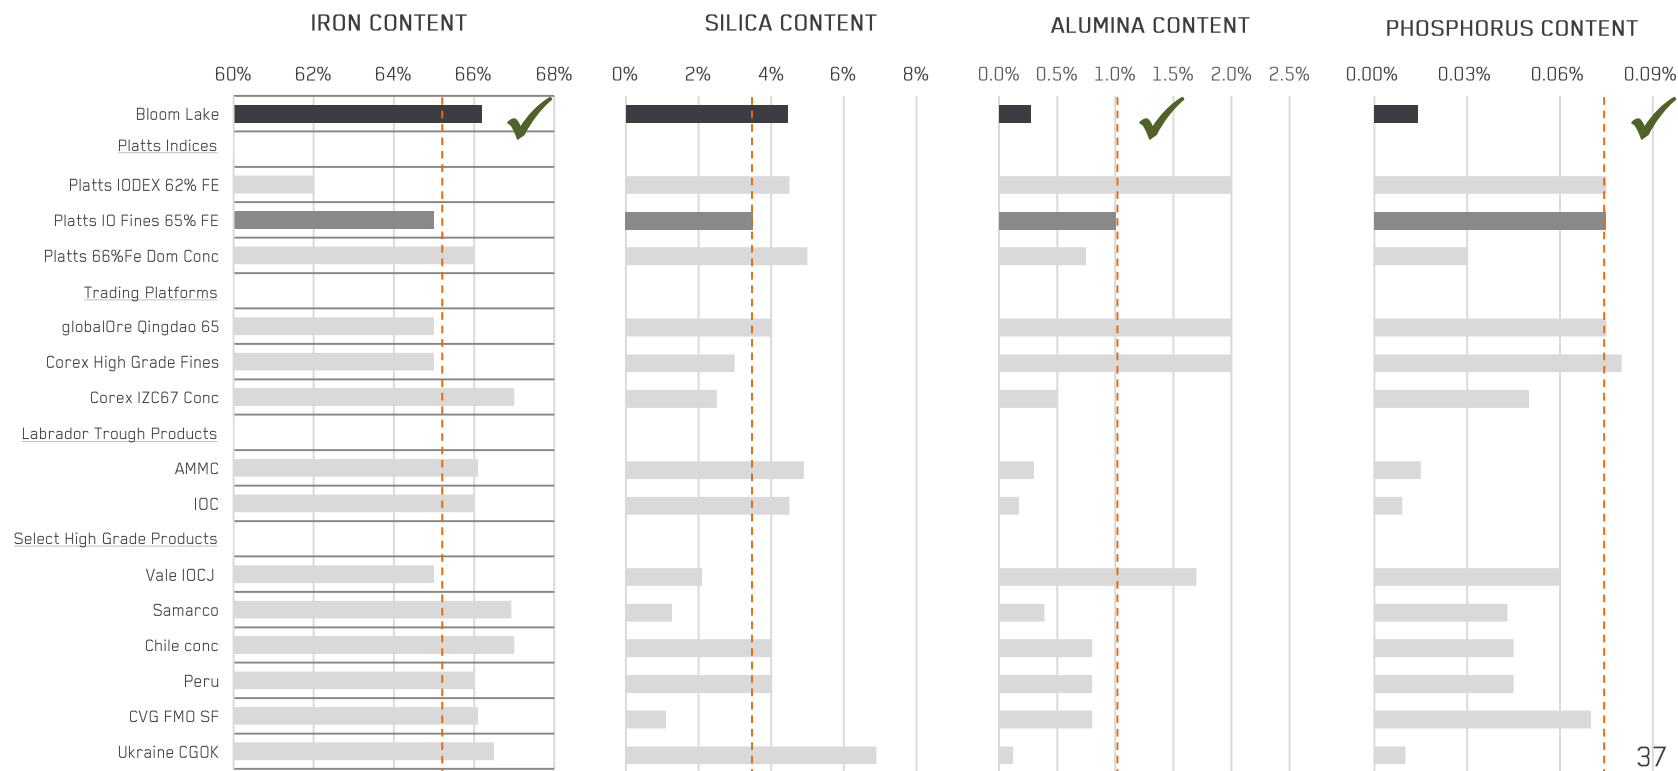 IRON CONTENT
SILICA CONTENT
ALUMINA CONTENT
PHOSPHORUS CONTENT
60% 62% 64% 66% 68%
0% 2% 4% 6% 8%
0.0% 0.5% 1.0% 1.5% 2.0% 2.5%
0.00% 0.03% 0.06% 0.09%
Bloom Lake
Platts Indices
Platts IODEX 62% FE
Platts IO Fines 65% FE
Platts 66%Fe Dom Conc
Trading Platforms
globalOre Qingdao 65
Corex High Grade Fines
Corex IZC67 Conc
Labrador Trough Products
AMMC
IOC
Select High Grade Products
Vale IOCJ
Samarco
Chile conc
Peru
CVG FMO SF
Ukraine CGOK
37